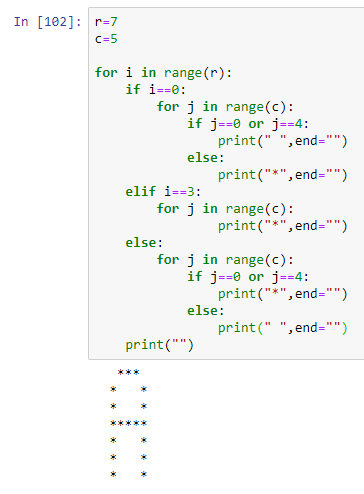 In [102]: r=7
c=5

for i in range(r):
    if i==0:
        for j in range(c):
            if j==0 or j==4:
                print(" ",end="")
            else:
                print("*",end="")
    elif i==3:
        for j in range(c):
                print("*",end="")
    else:
        for j in range(c):
            if j==0 or j==4:
                print("*",end="")
            else:
                print(" ",end="")
    print("")
 ***
*   *
*   *
*****
*   *
*   *
*   *